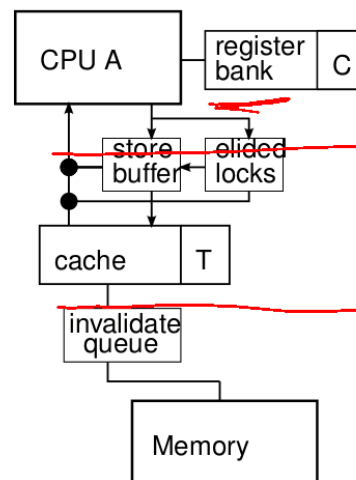 CPU A
register
bank
C
store
buffer
elided
locks
cache
T
invalidate
queue
Memory